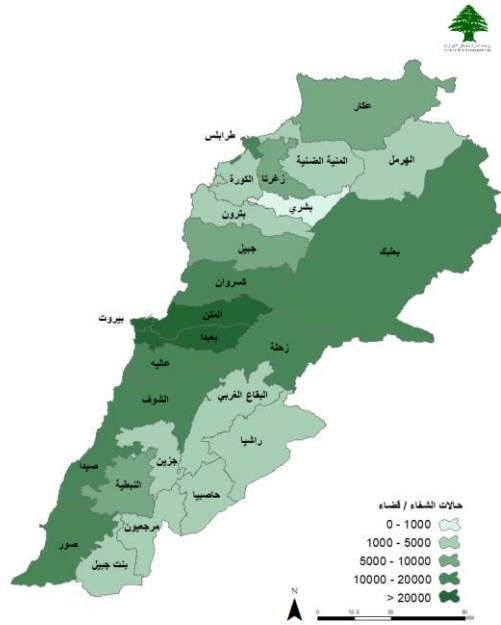 عكار
طرابلس
المنية الضنية
الهرمل
زغرتا
الكورة
بشري
بترون
بعلبك
جبيل
كسروان
المتن
بيروت
بعبدا
زحلة
عاليه
البقاع الغربي
الشوف
راشيا
جزين
صيدا
النبطية
حاصبيا
مرجعيون
صور
بنت جبيل
حالات الشفاء / قضاء
0 - 1000
1000 - 5000
5000 - 10000
10000 - 20000
> 20000
N
0 12.5 25 50
KM